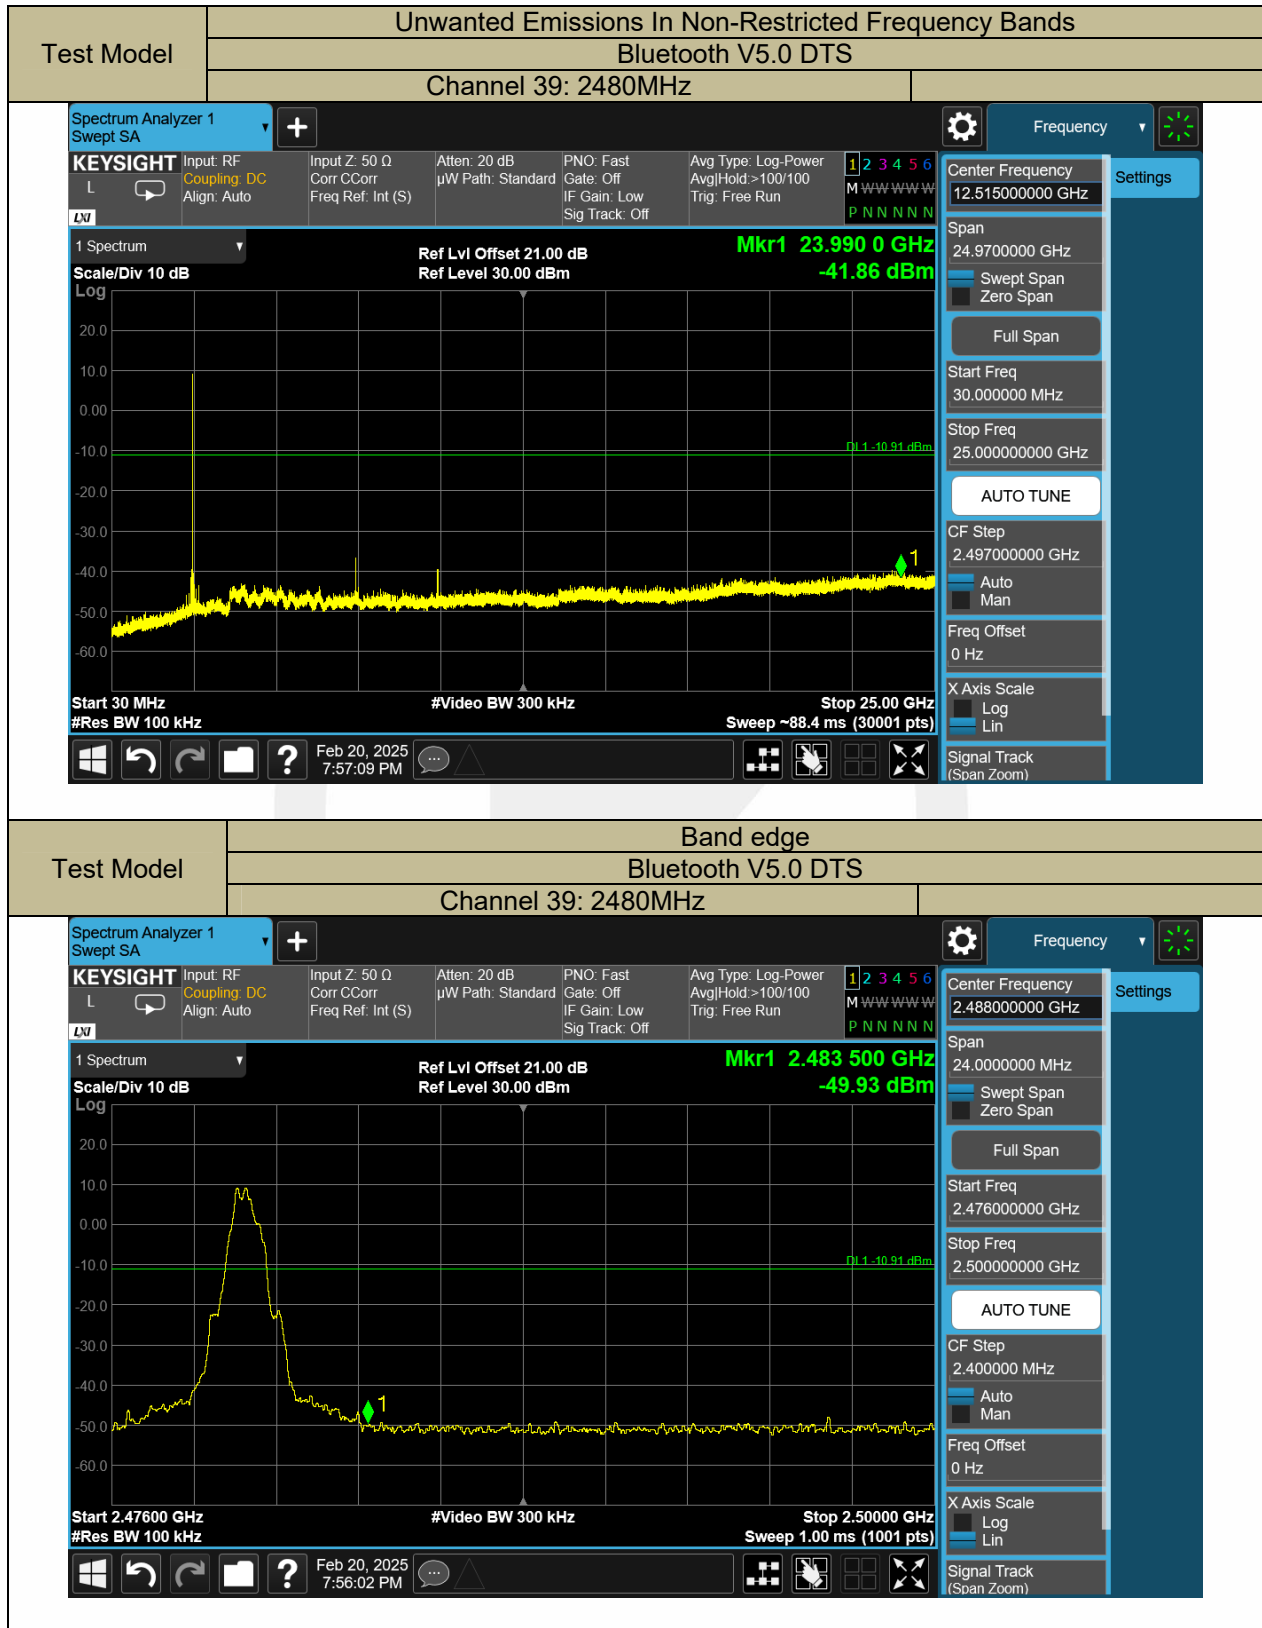 Test Model
Unwanted Emissions In Non-Restricted Frequency Bands
Bluetooth V5.0 DTS
Channel 39: 2480MHz
Spectrum Analyzer 1
Swept SA
Frequency
KEYSIGHT
L
LXI
Input: RF
Coupling: DC
Align: Auto
Input Z: 50 Ω
Corr CCorr
Freq Ref: Int (S)
Atten: 20 dB
µW Path: Standard
PNO: Fast
Gate: Off
IF Gain: Low
Sig Track: Off
Avg Type: Log-Power
Avg|Hold:>100/100
Trig: Free Run
1 2 3 4 5 6
M W W W W W
P N N N N N
Center Frequency
12.515000000 GHz
Settings
Span
24.9700000 GHz
Swept Span
Zero Span
Full Span
Start Freq
30.000000 MHz
Stop Freq
25.000000000 GHz
AUTO TUNE
CF Step
2.497000000 GHz
Auto
Man
Freq Offset
0 Hz
X Axis Scale
Log
Lin
Signal Track
(Span Zoom)
1 Spectrum
Scale/Div 10 dB
Log
Ref Lvl Offset 21.00 dB
Ref Level 30.00 dBm
Mkr1 23.990 0 GHz
-41.86 dBm
20.0
10.0
0.00
-10.0
-20.0
-30.0
-40.0
-50.0
-60.0
DL1 -10.91 dBm
1
Start 30 MHz
#Res BW 100 kHz
#Video BW 300 kHz
Stop 25.00 GHz
Sweep ~88.4 ms (30001 pts)
Feb 20, 2025
7:57:09 PM
Test Model
Band edge
Bluetooth V5.0 DTS
Channel 39: 2480MHz
Spectrum Analyzer 1
Swept SA
Frequency
KEYSIGHT
L
LXI
Input: RF
Coupling: DC
Align: Auto
Input Z: 50 Ω
Corr CCorr
Freq Ref: Int (S)
Atten: 20 dB
µW Path: Standard
PNO: Fast
Gate: Off
IF Gain: Low
Sig Track: Off
Avg Type: Log-Power
Avg|Hold:>100/100
Trig: Free Run
1 2 3 4 5 6
M W W W W W
P N N N N N
Center Frequency
2.488000000 GHz
Settings
Span
24.0000000 MHz
Swept Span
Zero Span
Full Span
Start Freq
2.476000000 GHz
Stop Freq
2.500000000 GHz
AUTO TUNE
CF Step
2.400000 MHz
Auto
Man
Freq Offset
0 Hz
X Axis Scale
Log
Lin
Signal Track
(Span Zoom)
1 Spectrum
Scale/Div 10 dB
Log
Ref Lvl Offset 21.00 dB
Ref Level 30.00 dBm
Mkr1 2.483 500 GHz
-49.93 dBm
20.0
10.0
0.00
-10.0
-20.0
-30.0
-40.0
-50.0
-60.0
DL1 -10.91 dBm
1
Start 2.47600 GHz
#Res BW 100 kHz
#Video BW 300 kHz
Stop 2.50000 GHz
Sweep 1.00 ms (1001 pts)
Feb 20, 2025
7:56:02 PM